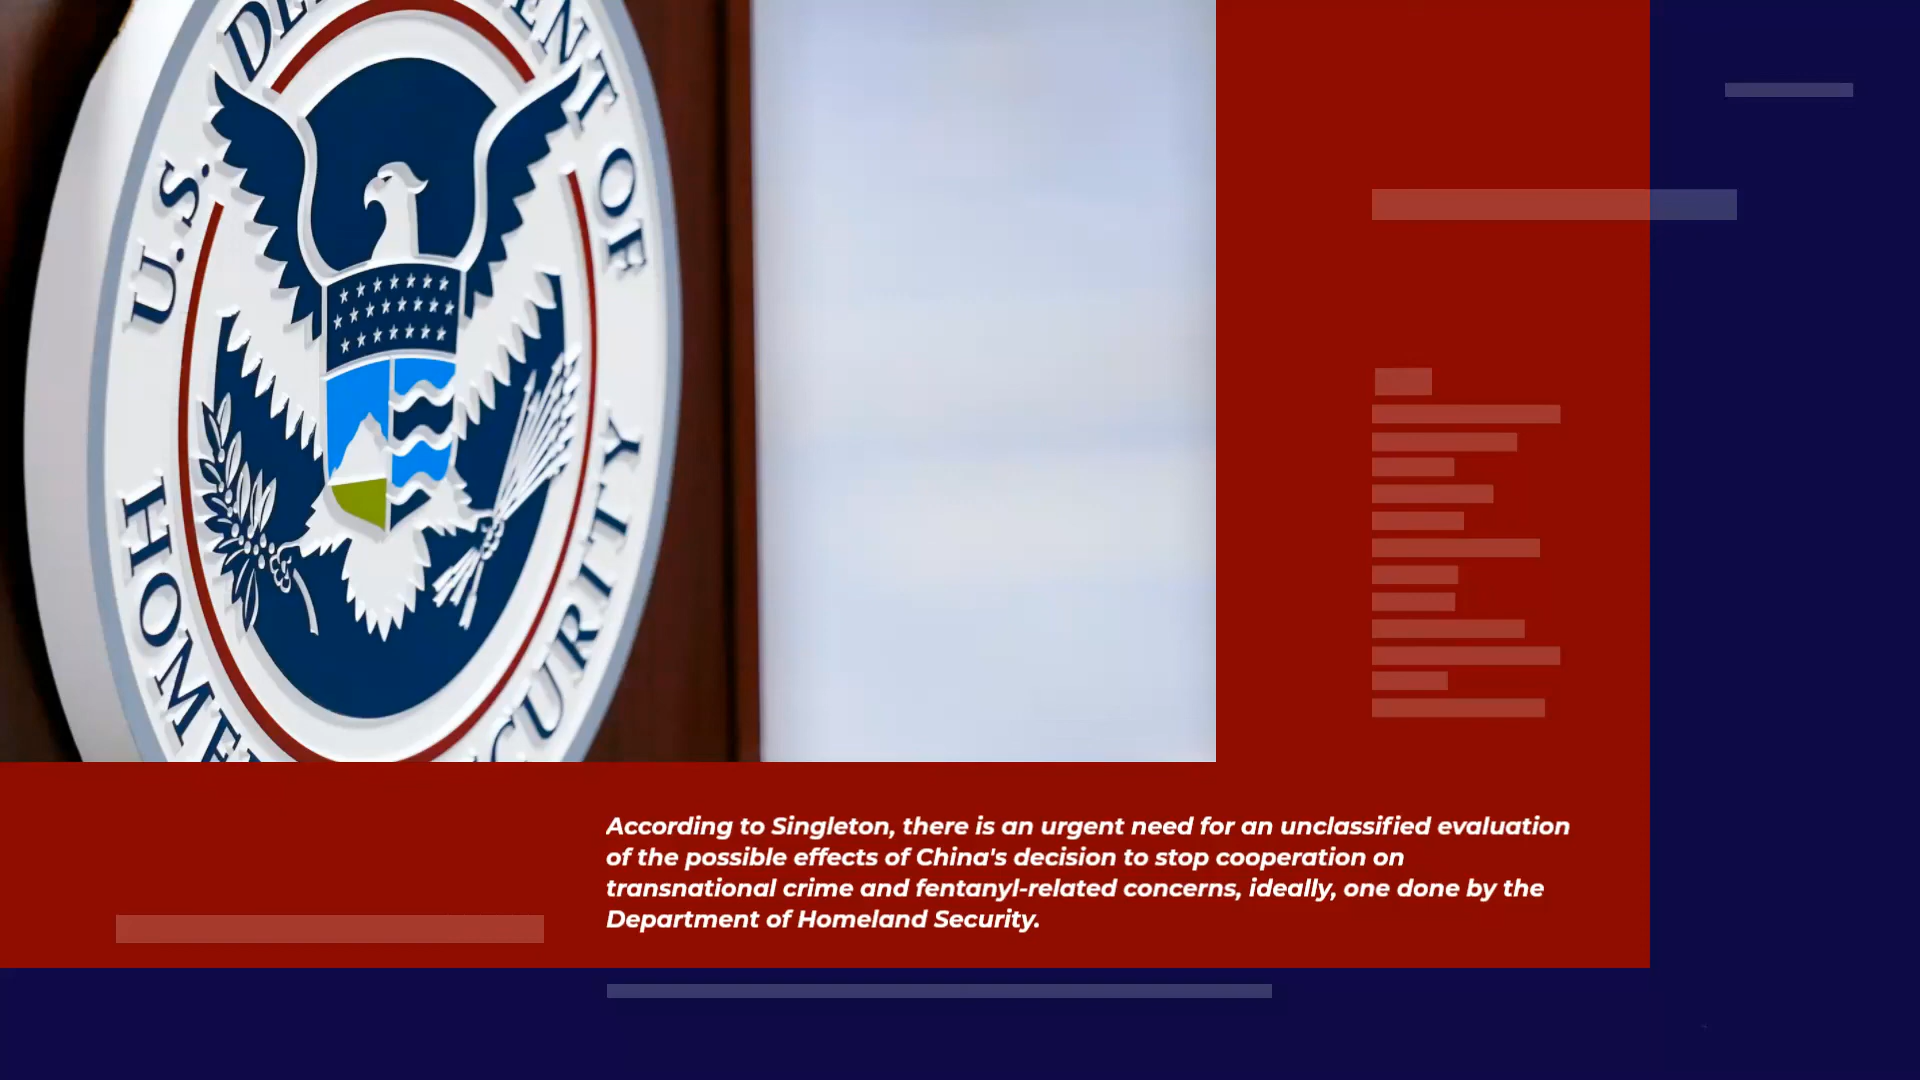 U.S. DEPARTMENT OF
HOMELAND SECURITY
According to Singleton, there is an urgent need for an unclassified evaluation
of the possible effects of China's decision to stop cooperation on
transnational crime and fentanyl-related concerns, ideally, one done by the
Department of Homeland Security.